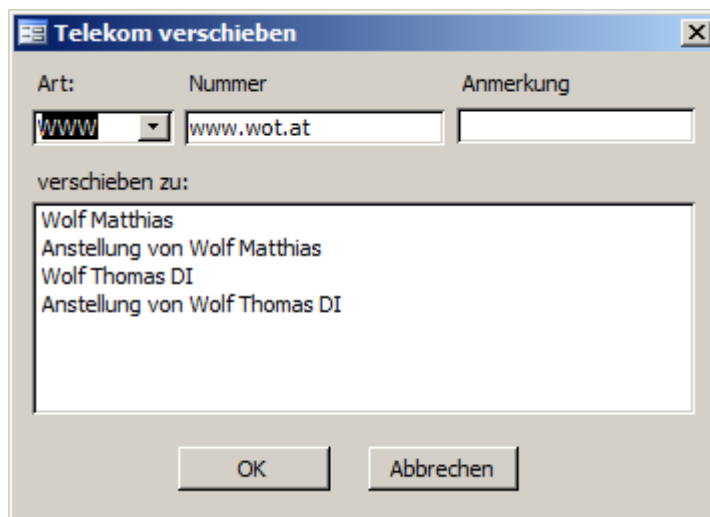 Telekom verschieben
Art: Nummer Anmerkung
WWW www.wot.at
verschieben zu:
Wolf Matthias
Anstellung von Wolf Matthias
Wolf Thomas DI
Anstellung von Wolf Thomas DI
OK Abbrechen